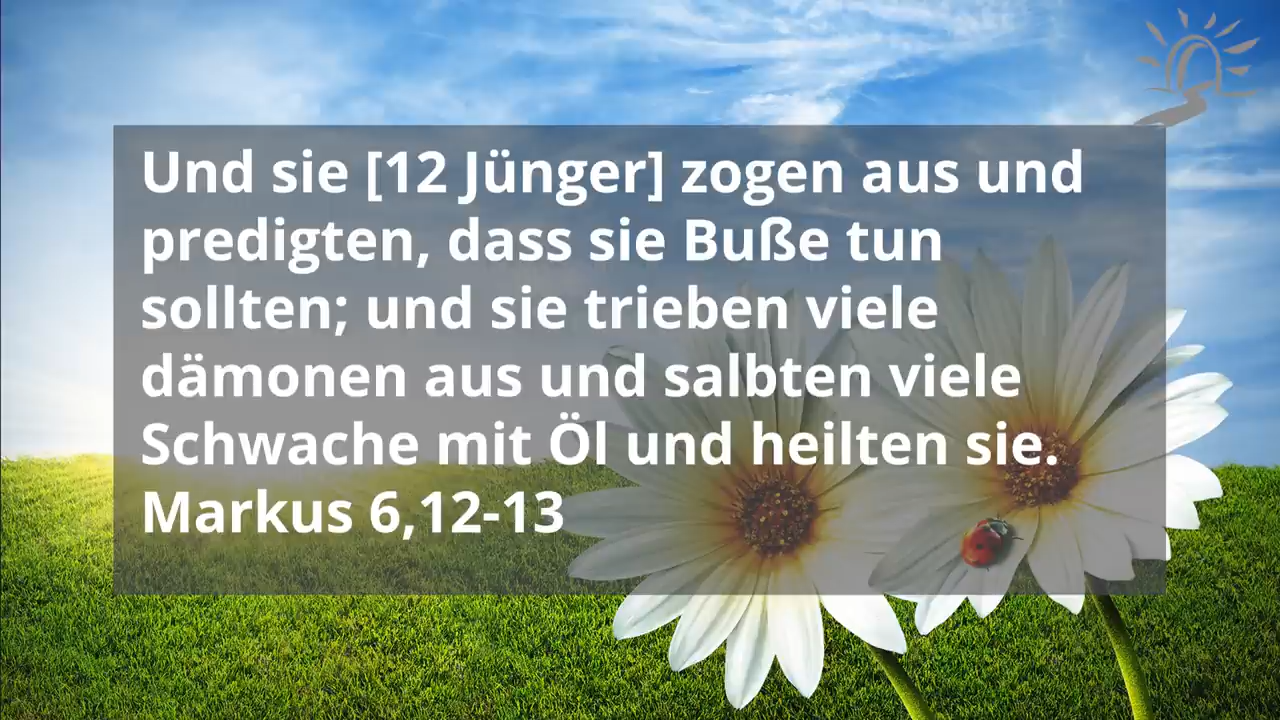 Und sie [12 Jünger] zogen aus und
predigten, dass sie Buße tun
sollten; und sie trieben viele
dämonen aus und salbten viele
Schwache mit Öl und heilten sie.
Markus 6,12-13